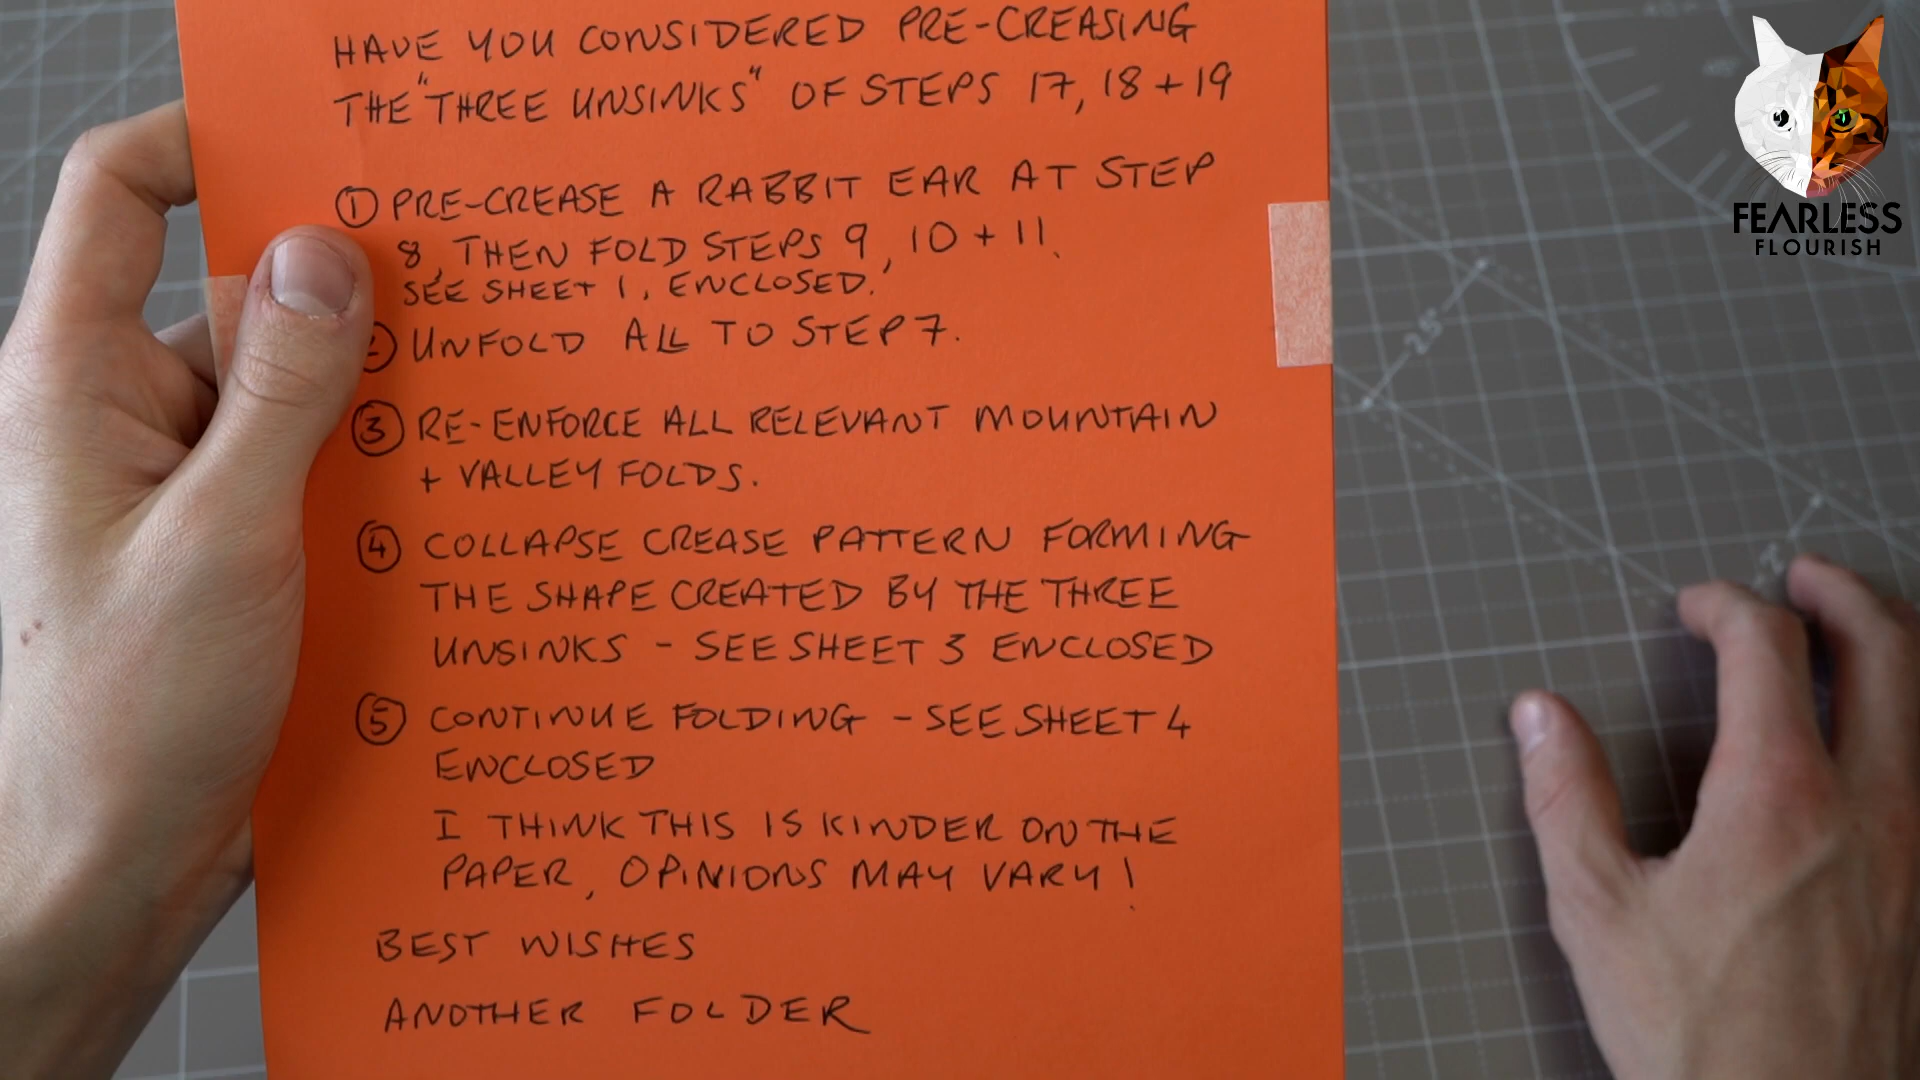 HAVE YOU CONSIDERED PRE-CREASING
THE "THREE UNSINKS" OF STEPS 17, 18 + 19
① PRE-CREASE A RABBIT EAR AT STEP
8, THEN FOLD STEPS 9, 10 + 11.
SEE SHEET 1, ENCLOSED.
② UNFOLD ALL TO STEP 7.
③ RE-ENFORCE ALL RELEVANT MOUNTAIN
+ VALLEY FOLDS.
④ COLLAPSE CREASE PATTERN FORMING
THE SHAPE CREATED BY THE THREE
UNSINKS - SEE SHEET 3 ENCLOSED
⑤ CONTINUE FOLDING - SEE SHEET 4
ENCLOSED
I THINK THIS IS KINDER ON THE
PAPER, OPINIONS MAY VARY!
BEST WISHES
ANOTHER FOLDER
FEARLESS
FLOURISH